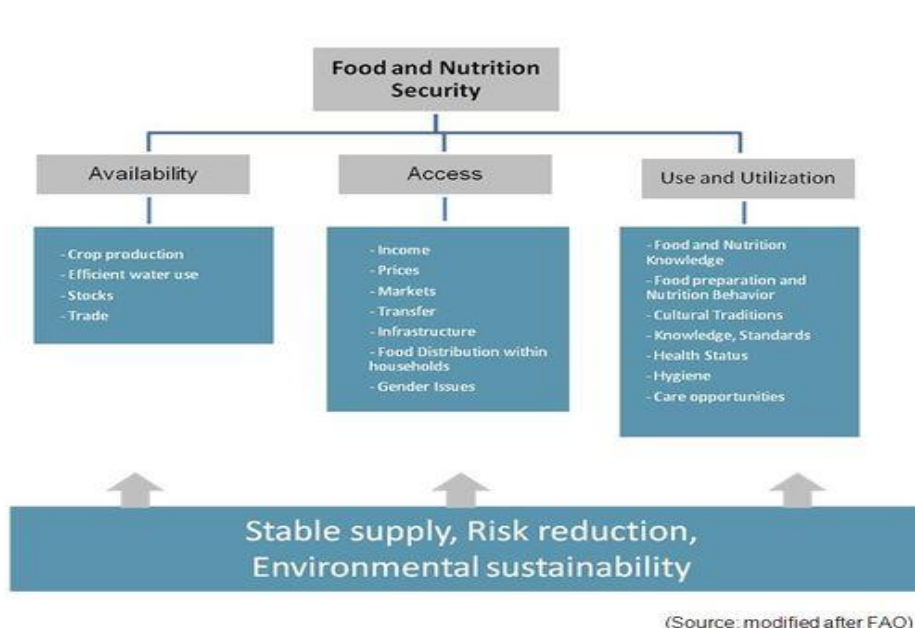 Food and Nutrition
Security
Availability
Access
Use and Utilization
- Crop production
- Efficient water use
- Stocks
- Trade
- Income
- Prices
- Markets
- Transfer
- Infrastructure
- Food Distribution within
households
- Gender Issues
- Food and Nutrition
Knowledge
- Food preparation and
Nutrition Behavior
- Cultural Traditions
- Knowledge, Standards
- Health Status
- Hygiene
- Care opportunities
Stable supply, Risk reduction,
Environmental sustainability
(Source: modified after FAO)